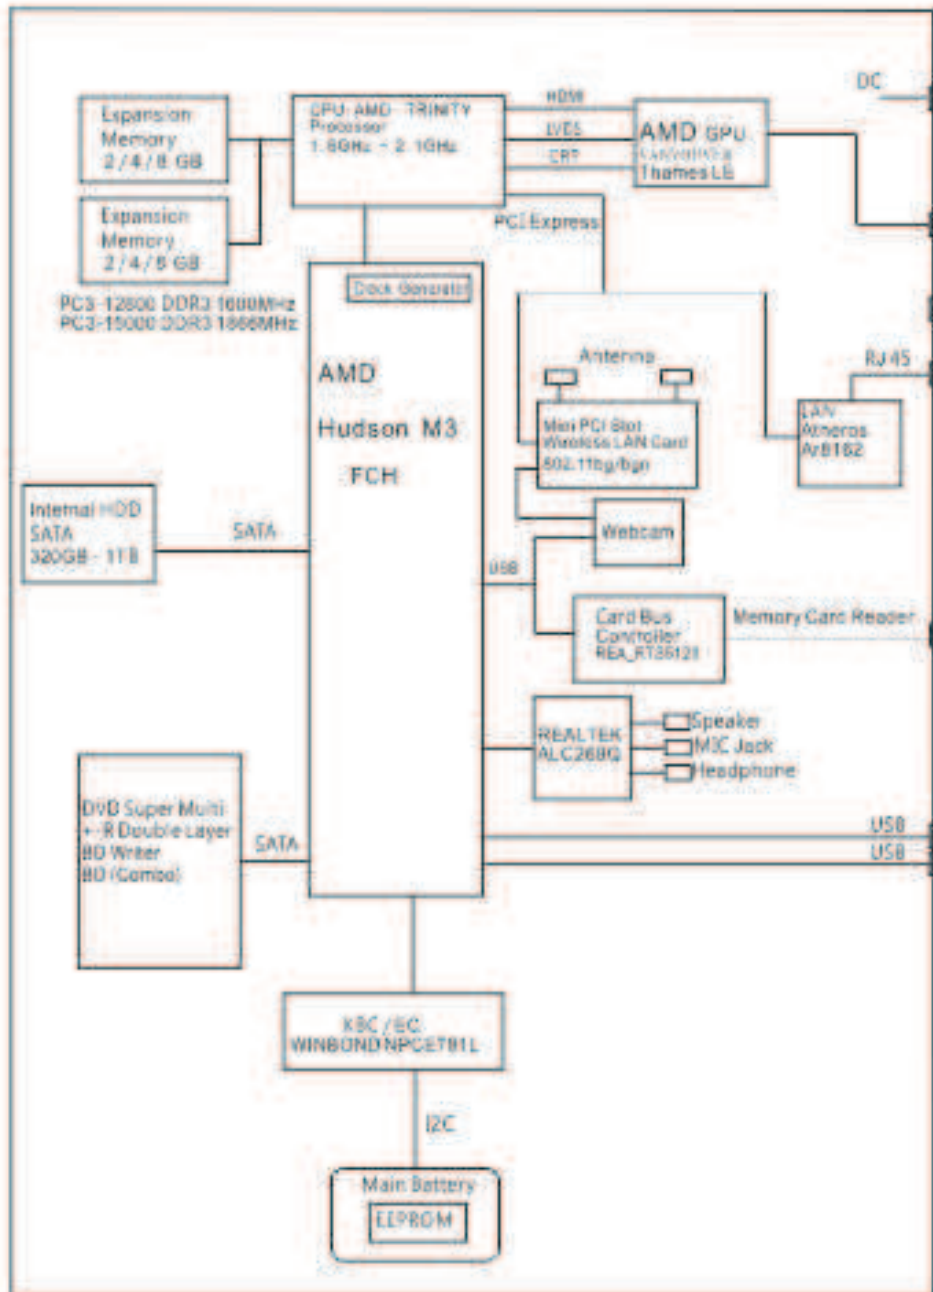 DC
Expansion
Memory
2/4/8 GB
CPU: AMD TRINITY
Processor
1.6GHz - 2.1GHz
HDMI
LVDS
CRT
AMD GPU
Thames LE
PCI Express
Expansion
Memory
2/4/8 GB
PC3-12800 DDR3 1600MHz
PC3-15000 DDR3 1866MHz
Clock Generator
AMD
Hudson M3
FCH
Antenna
Mini PCI Slot
Wireless LAN Card
802.11bg/bgn
RJ 45
LAN
Atheros
Ar8162
Internal HDD
SATA
320GB - 1TB
SATA
Webcam
USB
Card Bus
Controller
Memory Card Reader
REALTEK
ALC269Q
Speaker
MIC Jack
Headphone
DVD Super Multi
+-R Double Layer
BD Writer
BD (Combo)
SATA
USB
USB
KBC / EC
WINBOND NPCE791L
I2C
Main Battery
EEPROM